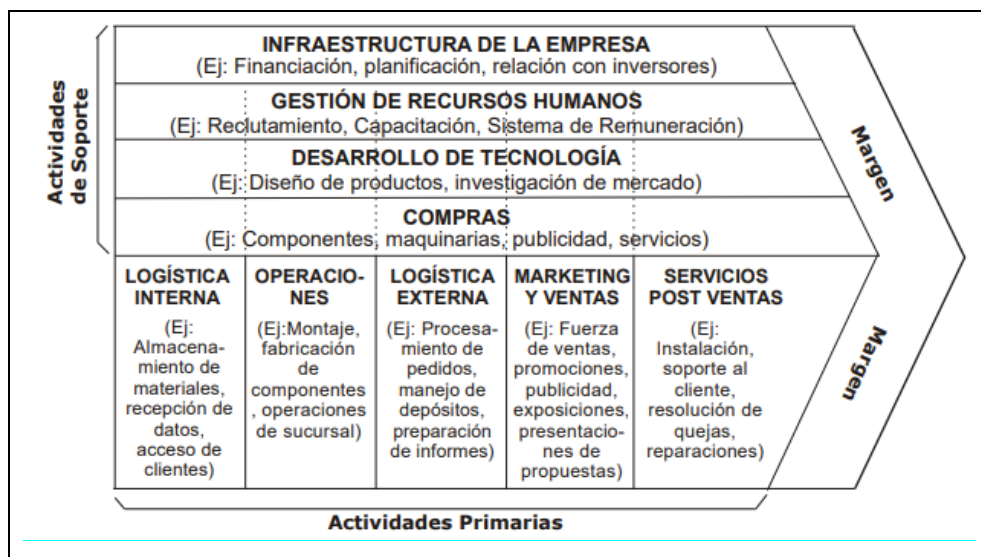 Actividades
de Soporte
INFRAESTRUCTURA DE LA EMPRESA
(Ej: Financiación, planificación, relación con inversores)
GESTIÓN DE RECURSOS HUMANOS
(Ej: Reclutamiento, Capacitación, Sistema de Remuneración)
DESARROLLO DE TECNOLOGÍA
(Ej: Diseño de productos, investigación de mercado)
COMPRAS
(Ej: Componentes, maquinarias, publicidad, servicios)
Margen
LOGÍSTICA
INTERNA
(Ej:
Almacena-
miento de
materiales,
recepción de
datos,
acceso de
clientes)
OPERACIO-
NES
(Ej:Montaje,
fabricación
de
componentes
, operaciones
de sucursal)
LOGÍSTICA
EXTERNA
(Ej: Procesa-
miento de
pedidos,
manejo de
depósitos,
preparación
de informes)
MARKETING
Y VENTAS
(Ej: Fuerza
de ventas,
promociones,
publicidad,
exposiciones,
presentacio-
nes de
propuestas)
SERVICIOS
POST VENTAS
(Ej:
Instalación,
soporte al
cliente,
resolución de
quejas,
reparaciones)
Margen
Actividades Primarias